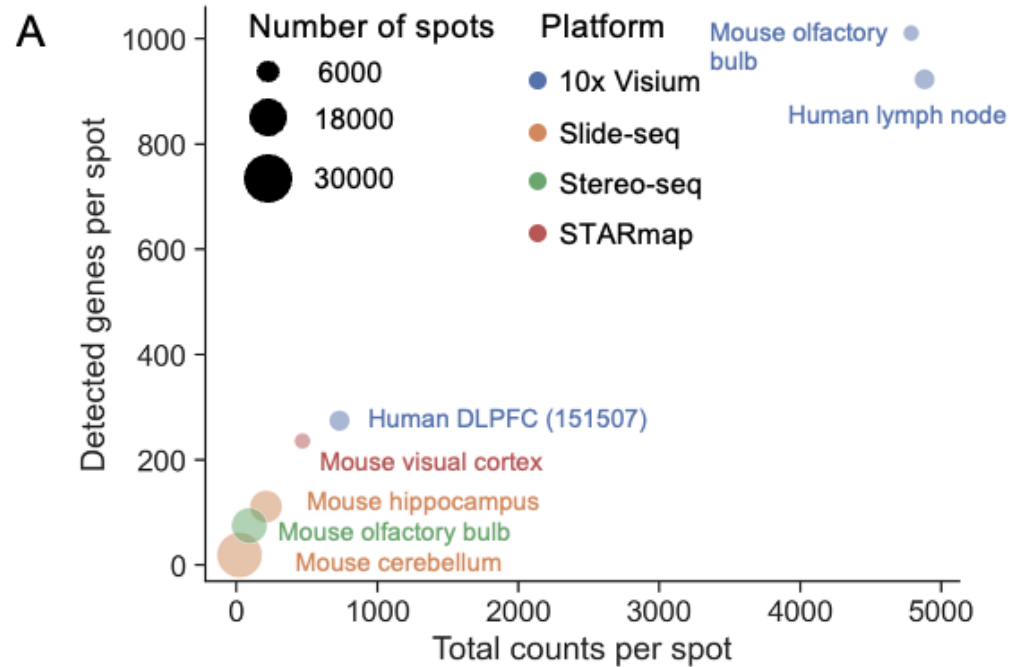 A
Number of spots
6000
18000
30000
Platform
10x Visium
Slide-seq
Stereo-seq
STARmap
Mouse olfactory
bulb
Human lymph node
Human DLPFC (151507)
Mouse visual cortex
Mouse hippocampus
Mouse olfactory bulb
Mouse cerebellum
Detected genes per spot
1000
800
600
400
200
0
0 1000 2000 3000 4000 5000
Total counts per spot